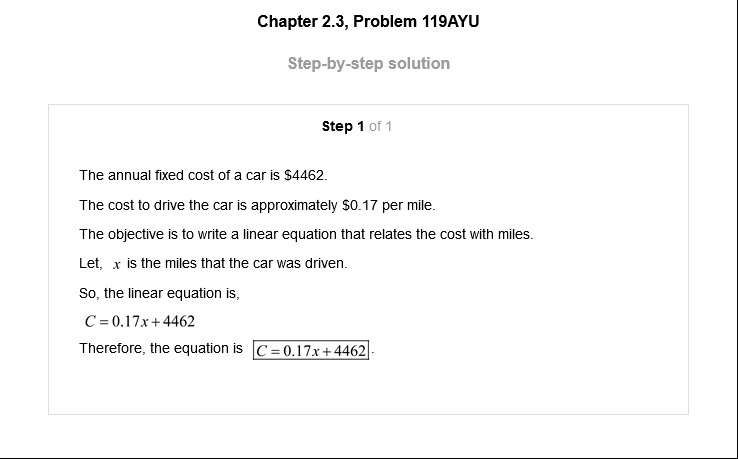 Chapter 2.3, Problem 119AYU
Step-by-step solution
Step 1 of 1
The annual fixed cost of a car is $4462.
The cost to drive the car is approximately $0.17 per mile.
The objective is to write a linear equation that relates the cost with miles.
Let, x is the miles that the car was driven.
So, the linear equation is,
C = 0.17x + 4462
Therefore, the equation is C = 0.17x + 4462.